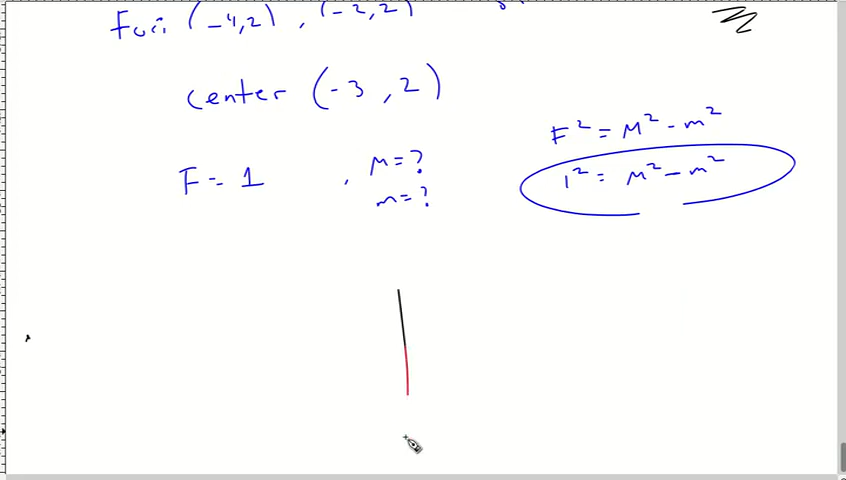 Foci (-4,2) , (-2,2)
center (-3 , 2)
F² = M² - m²
F = 1 , M = ?
m = ?
1² = M² - m²